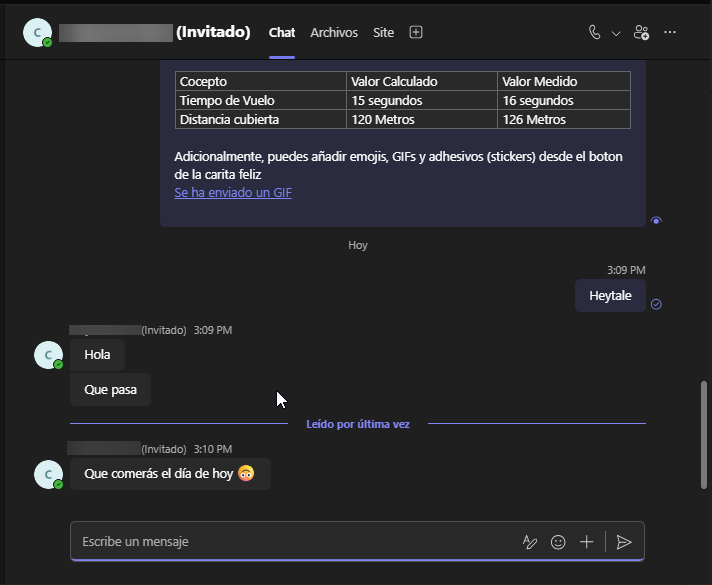 C (Invitado) Chat Archivos Site
Cocepto Valor Calculado Valor Medido
Tiempo de Vuelo 15 segundos 16 segundos
Distancia cubierta 120 Metros 126 Metros
Adicionalmente, puedes añadir emojis, GIFs y adhesivos (stickers) desde el boton
de la carita feliz
Se ha enviado un GIF
Hoy
3:09 PM
Heytale
(Invitado) 3:09 PM
C
Hola
Que pasa
Leído por última vez
(Invitado) 3:10 PM
C
Que comerás el día de hoy 😳
Escribe un mensaje